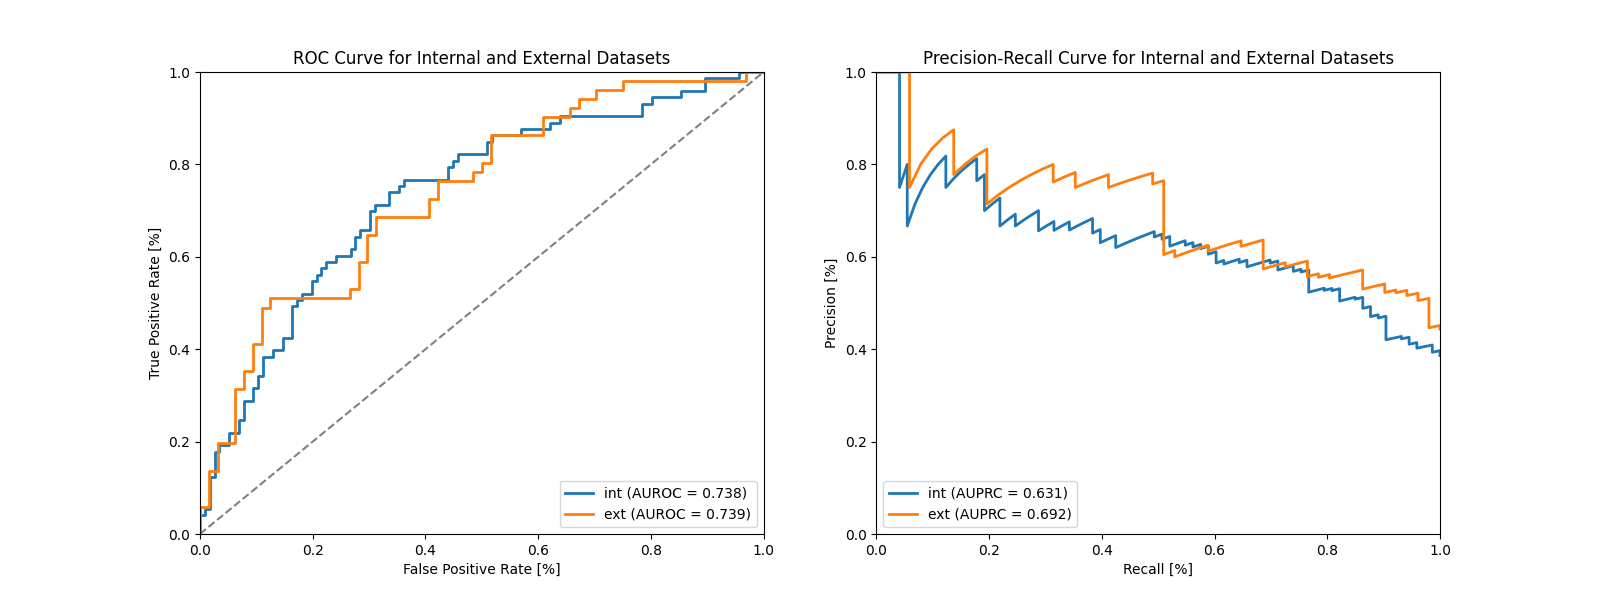 ROC Curve for Internal and External Datasets
True Positive Rate [%]
1.0
0.8
0.6
0.4
0.2
0.0
int (AUROC = 0.738)
ext (AUROC = 0.739)
0.0 0.2 0.4 0.6 0.8 1.0
False Positive Rate [%]
Precision-Recall Curve for Internal and External Datasets
Precision [%]
1.0
0.8
0.6
0.4
0.2
0.0
int (AUPRC = 0.631)
ext (AUPRC = 0.692)
0.0 0.2 0.4 0.6 0.8 1.0
Recall [%]